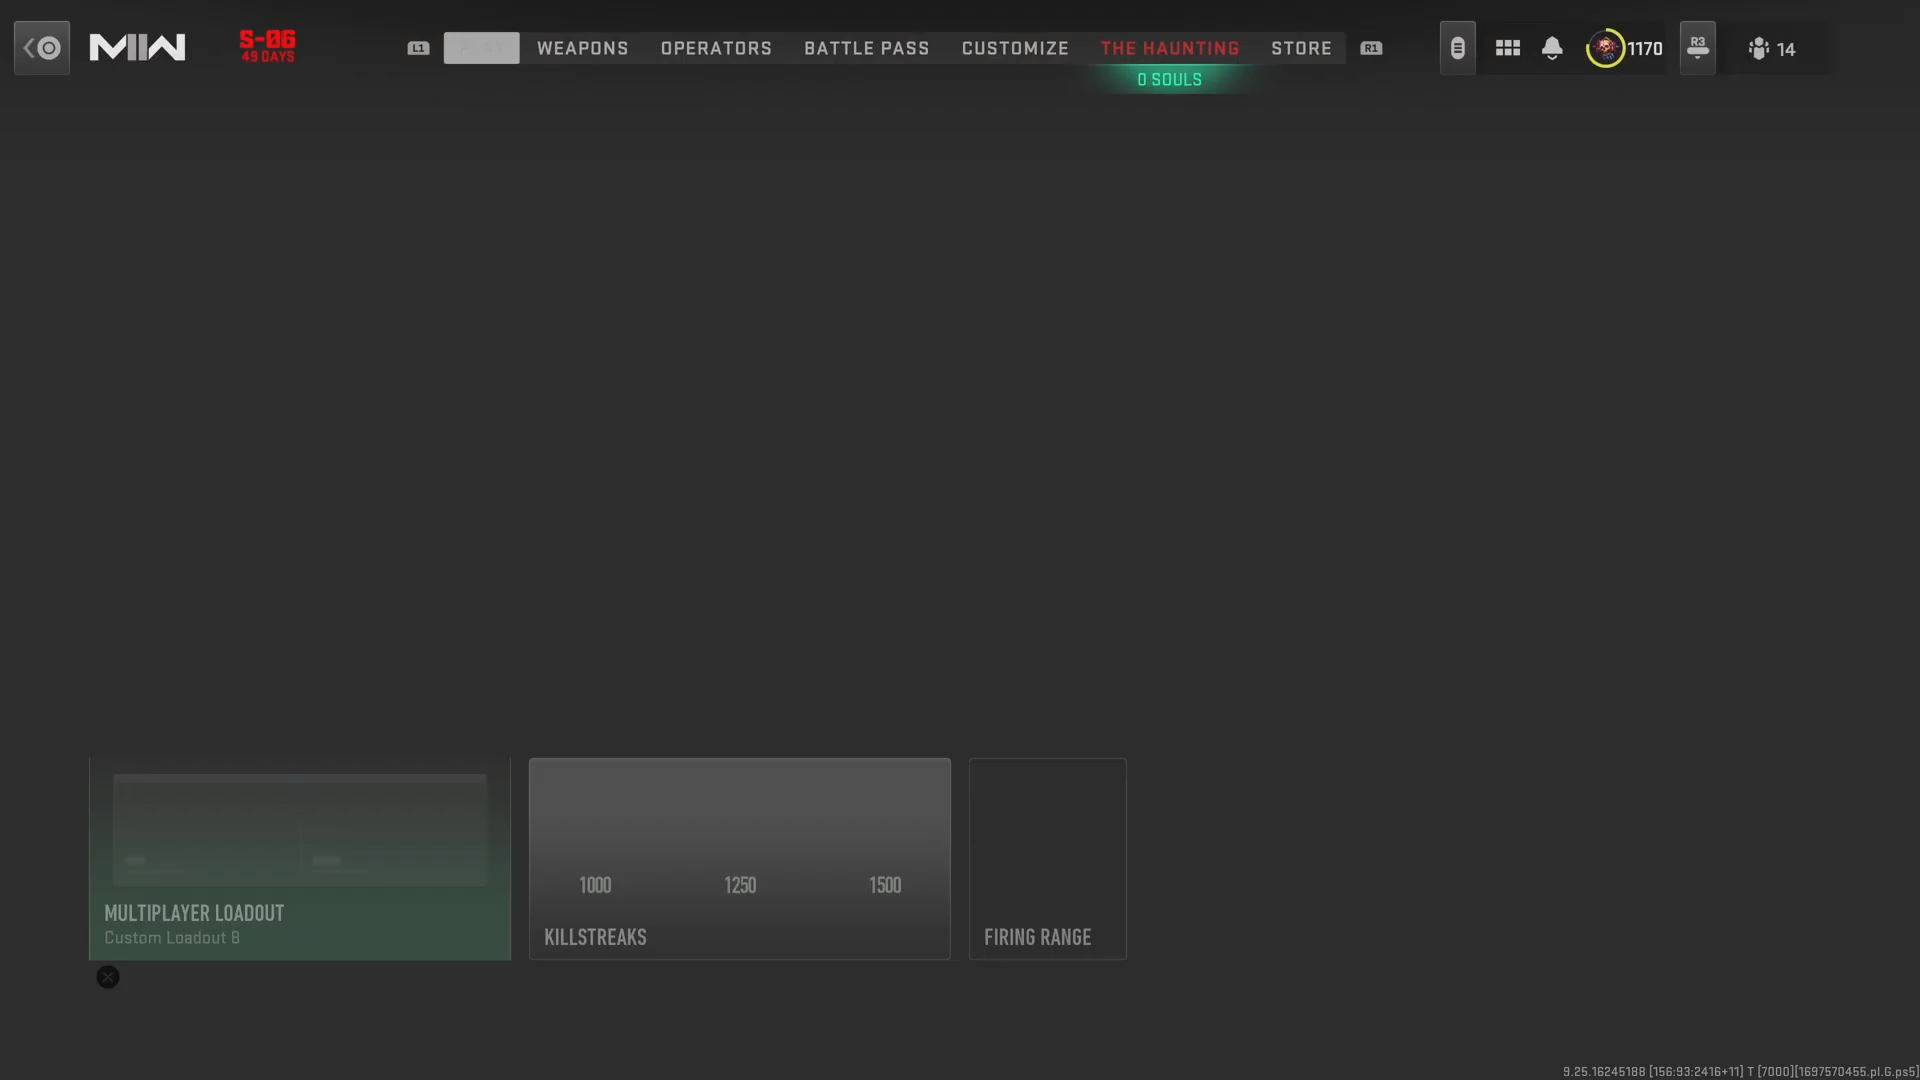 MIIW
S-06
49 DAYS
L1
WEAPONS
OPERATORS
BATTLE PASS
CUSTOMIZE
THE HAUNTING
STORE
R1
0 SOULS
1170
R3
14
1000
1250
1500
MULTIPLAYER LOADOUT
Custom Loadout 8
KILLSTREAKS
FIRING RANGE
9.25.16245188 [156:93:2416+11] T [7000][1697570455.pl.G.ps5]